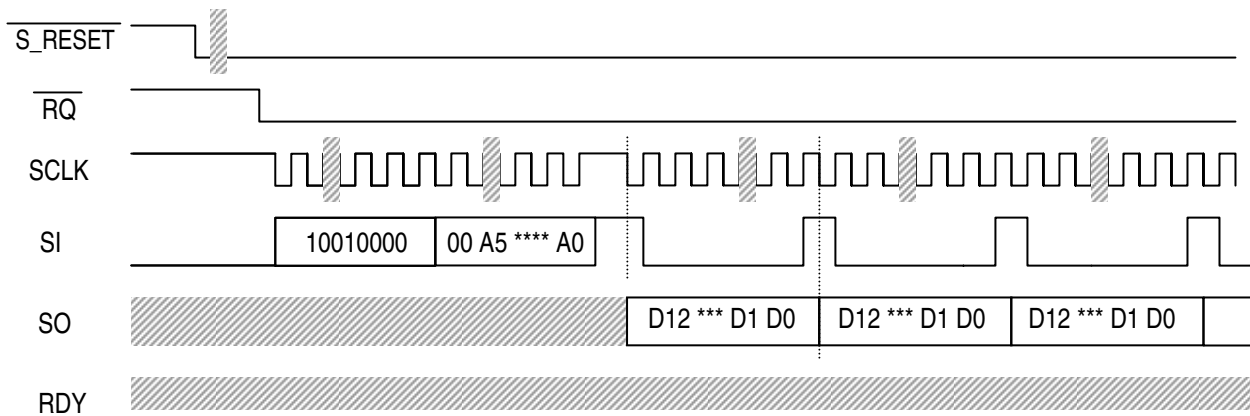 S_RESET
RQ
SCLK
SI 10010000 00 A5 **** A0
SO D12 *** D1 D0 D12 *** D1 D0 D12 *** D1 D0
RDY